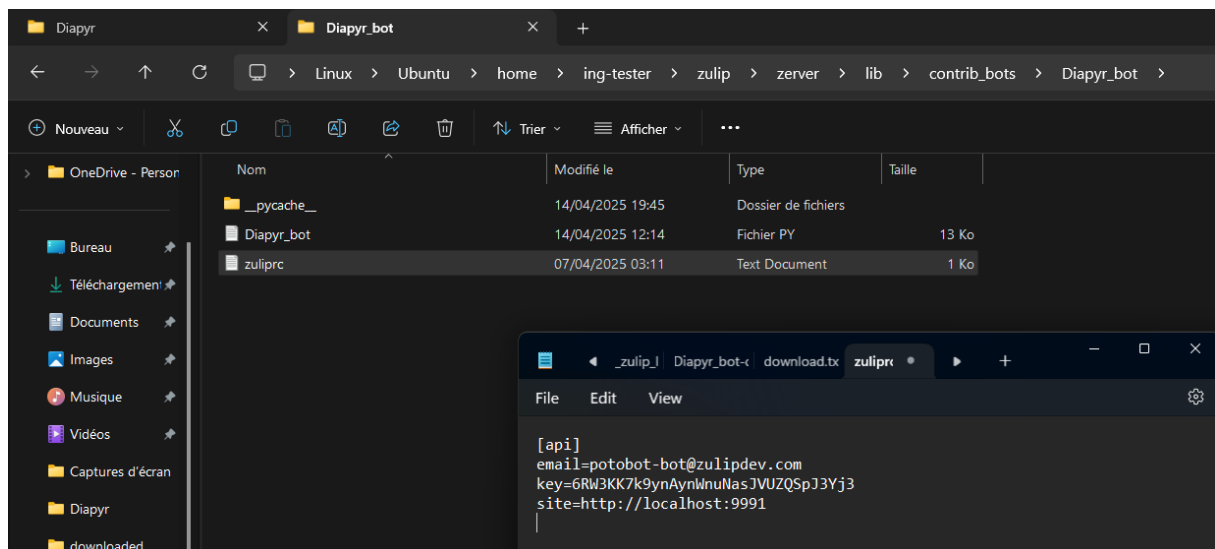 Diapyr
Diapyr_bot
Linux > Ubuntu > home > ing-tester > zulip > zerver > lib > contrib_bots > Diapyr_bot >
Nouveau
Trier
Afficher
OneDrive - Person
Nom Modifié le Type Taille
__pycache__ 14/04/2025 19:45 Dossier de fichiers
Diapyr_bot 14/04/2025 12:14 Fichier PY 13 Ko
zuliprc 07/04/2025 03:11 Text Document 1 Ko
Bureau
Téléchargement
Documents
Images
Musique
Vidéos
Captures d'écran
Diapyr
downloaded
_zulip_l Diapyr_bot-c download.tx zuliprc
File Edit View
[api]
email=potobot-bot@zulipdev.com
key=6RW3KK7k9ynAynWnuNasJVUZQSpJ3Yj3
site=http://localhost:9991